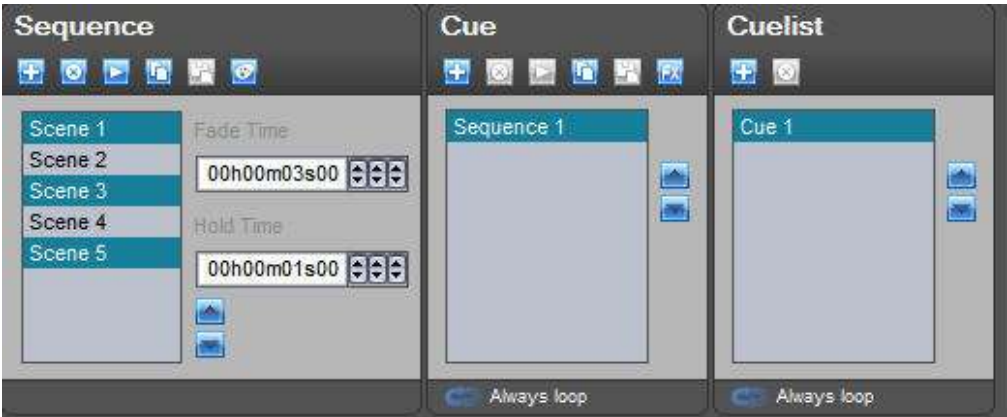 Sequence
Scene 1
Scene 2
Scene 3
Scene 4
Scene 5
Fade Time
00h00m03s00
Hold Time
00h00m01s00
Cue
FX
Sequence 1
Always loop
Cuelist
Cue 1
Always loop